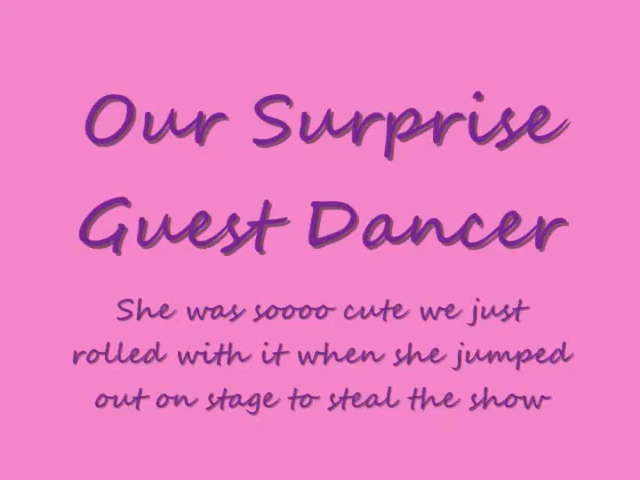 Our Surprise
Guest Dancer
She was soooo cute we just
rolled with it when she jumped
out on stage to steal the show